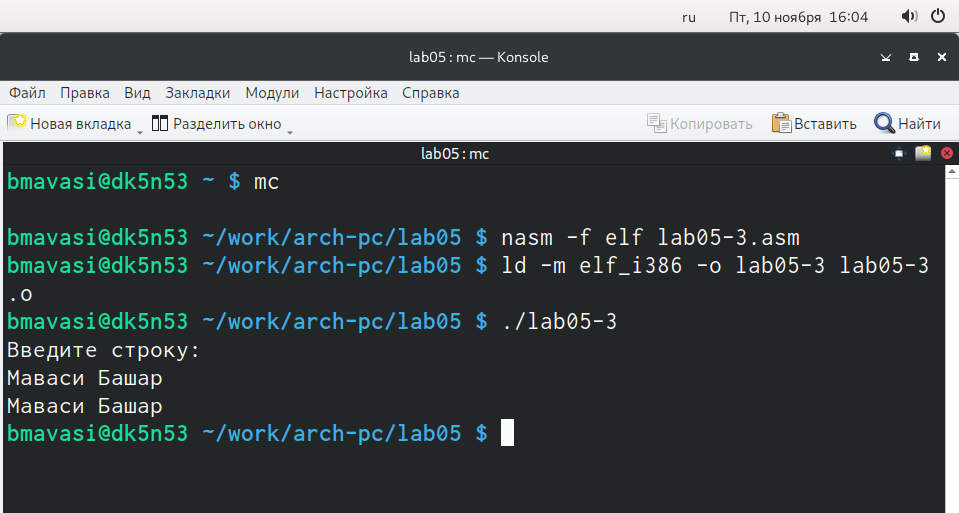 ru Пт, 10 ноября 16:04
lab05 : mc — Konsole
Файл Правка Вид Закладки Модули Настройка Справка
Новая вкладка Разделить окно Копировать Вставить Найти
lab05 : mc
bmavasi@dk5n53 ~ $ mc
bmavasi@dk5n53 ~/work/arch-pc/lab05 $ nasm -f elf lab05-3.asm
bmavasi@dk5n53 ~/work/arch-pc/lab05 $ ld -m elf_i386 -o lab05-3 lab05-3
.o
bmavasi@dk5n53 ~/work/arch-pc/lab05 $ ./lab05-3
Введите строку:
Маваси Башар
Маваси Башар
bmavasi@dk5n53 ~/work/arch-pc/lab05 $